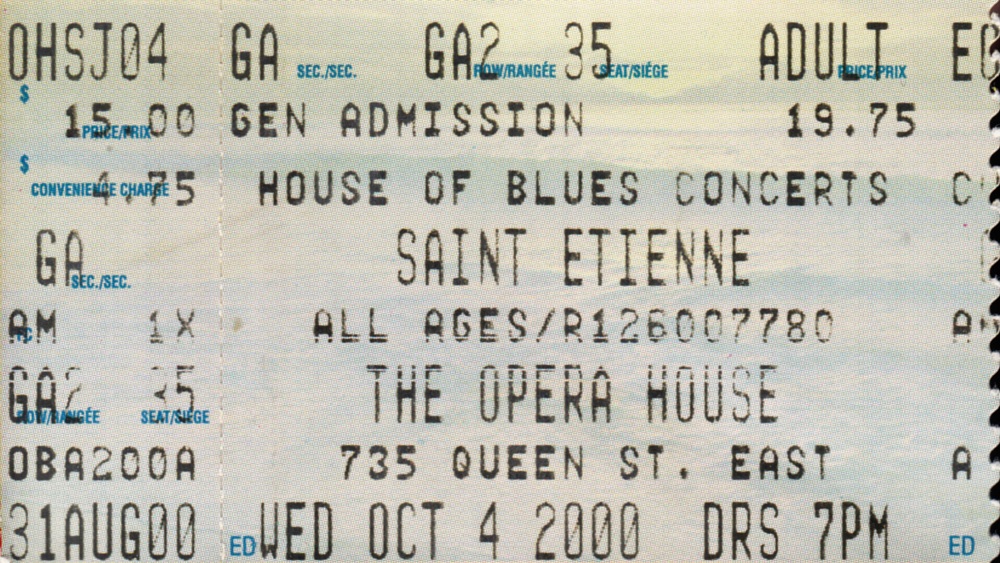 OHSJ04 GA SEC./SEC. GA2 ROW/RANGÉE 35 SEAT/SIÈGE ADULT PRICE/PRIX
$ 15.00 PRICE/PRIX GEN ADMISSION 19.75
$ 4.75 CONVENIENCE CHARGE HOUSE OF BLUES CONCERTS C
GA SEC./SEC. SAINT ETIENNE
AM 1X ALL AGES/R126007780 A
GA2 ROW/RANGÉE 35 SEAT/SIÈGE THE OPERA HOUSE
OBA200A 735 QUEEN ST. EAST A
31AUG00 ED WED OCT 4 2000 DRS 7PM ED